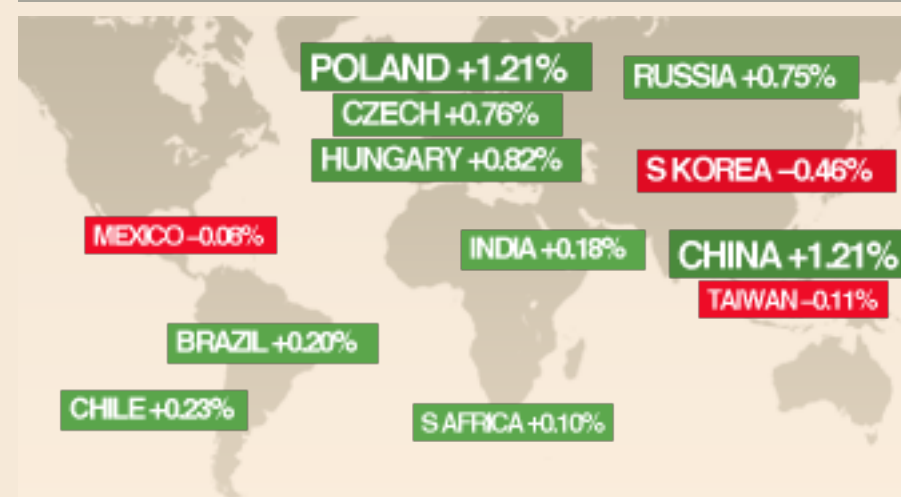 POLAND +1.21%
RUSSIA +0.75%
CZECH +0.76%
HUNGARY +0.82%
S KOREA –0.46%
MEXICO –0.08%
INDIA +0.18%
CHINA +1.21%
TAIWAN –0.11%
BRAZIL +0.20%
CHILE +0.23%
S AFRICA +0.10%